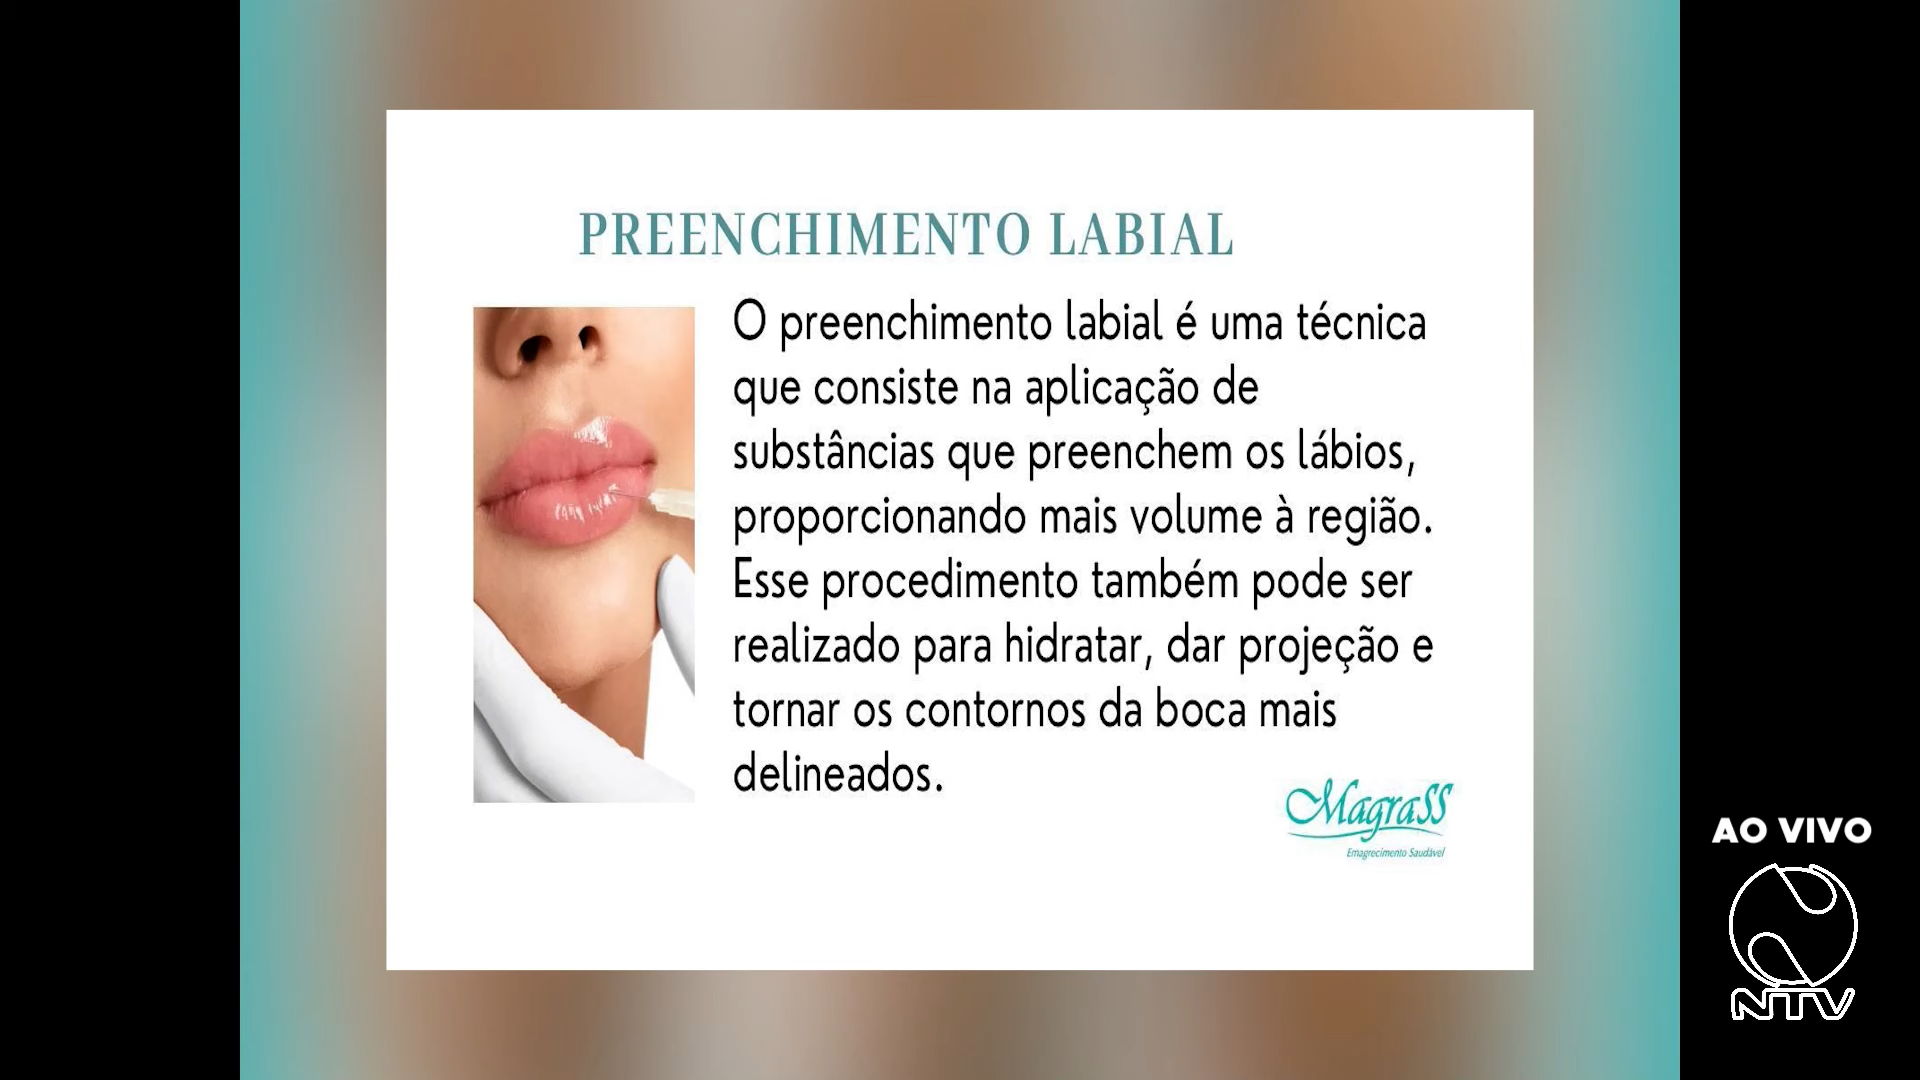 PREENCHIMENTO LABIAL
O preenchimento labial é uma técnica
que consiste na aplicação de
substâncias que preenchem os lábios,
proporcionando mais volume à região.
Esse procedimento também pode ser
realizado para hidratar, dar projeção e
tornar os contornos da boca mais
delineados.
MagraSS
Emagrecimento Saudável
AO VIVO
NTV